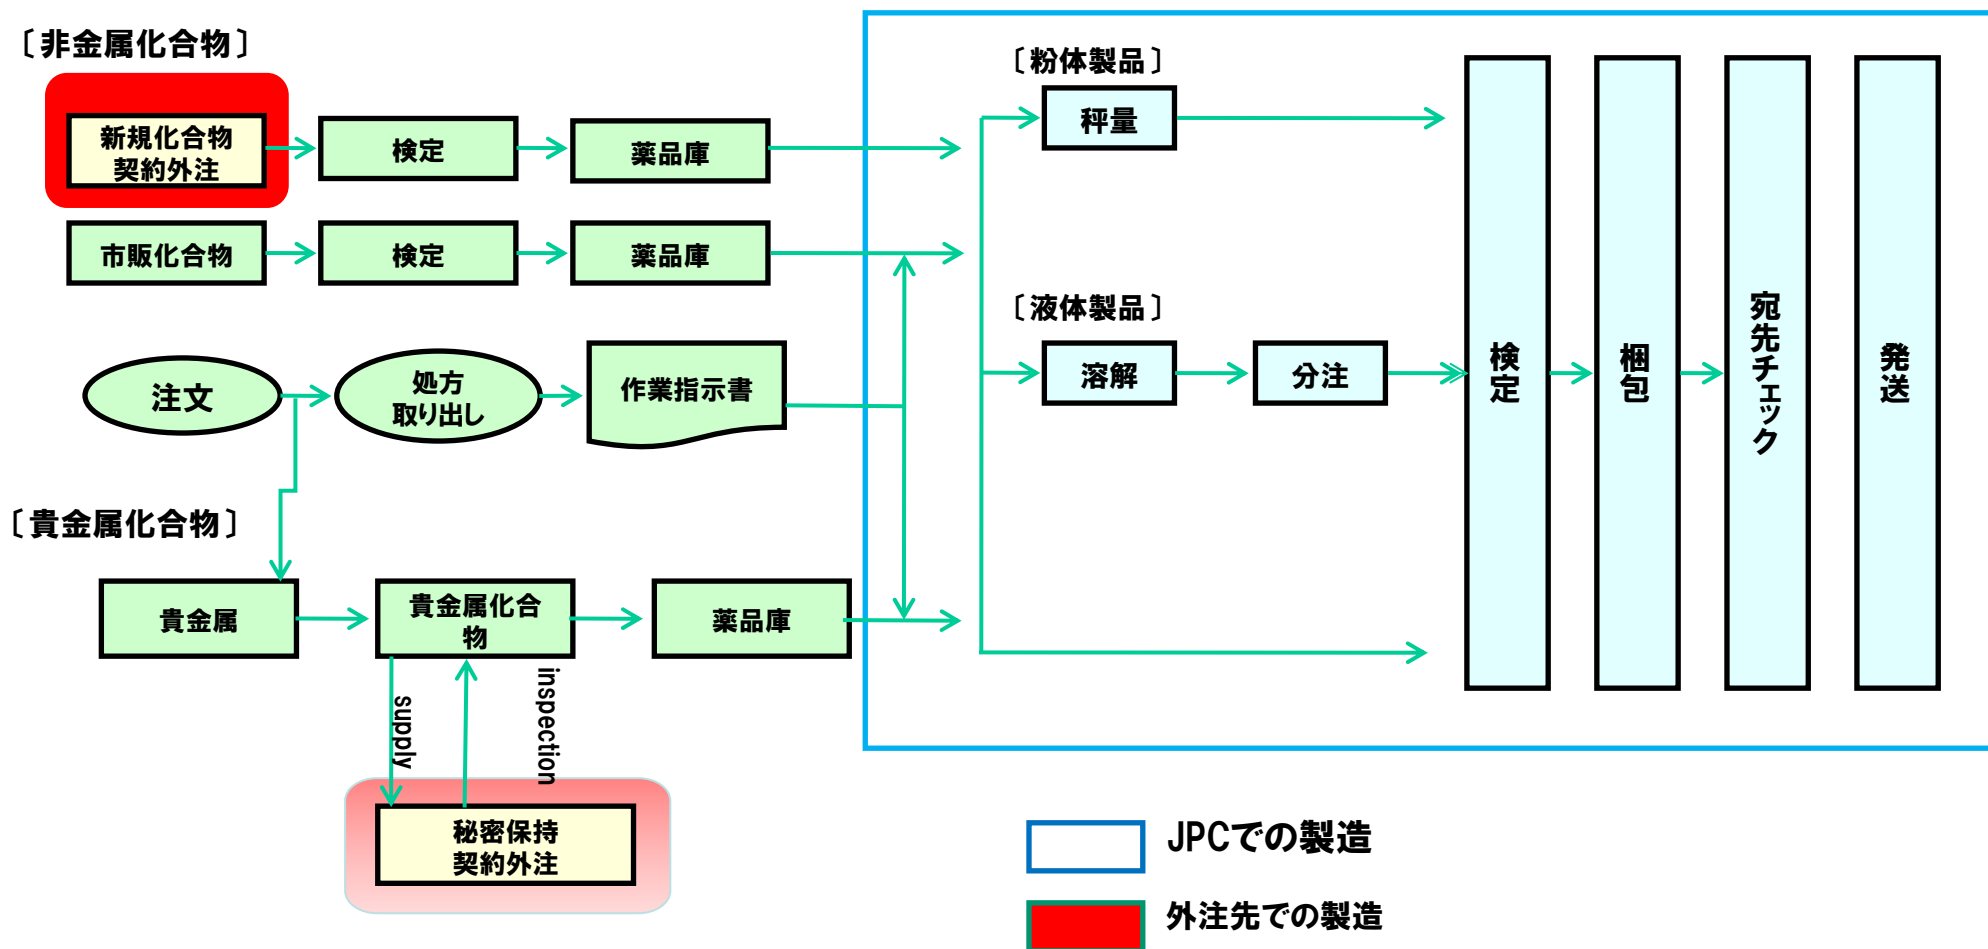 〔非金属化合物〕
新規化合物
契約外注
検定
薬品庫
市販化合物
検定
薬品庫
注文
処方
取り出し
作業指示書
〔貴金属化合物〕
貴金属
貴金属化合
物
薬品庫
supply
inspection
秘密保持
契約外注
〔粉体製品〕
秤量
〔液体製品〕
溶解
分注
検定
梱包
宛先チェック
発送
JPCでの製造
外注先での製造